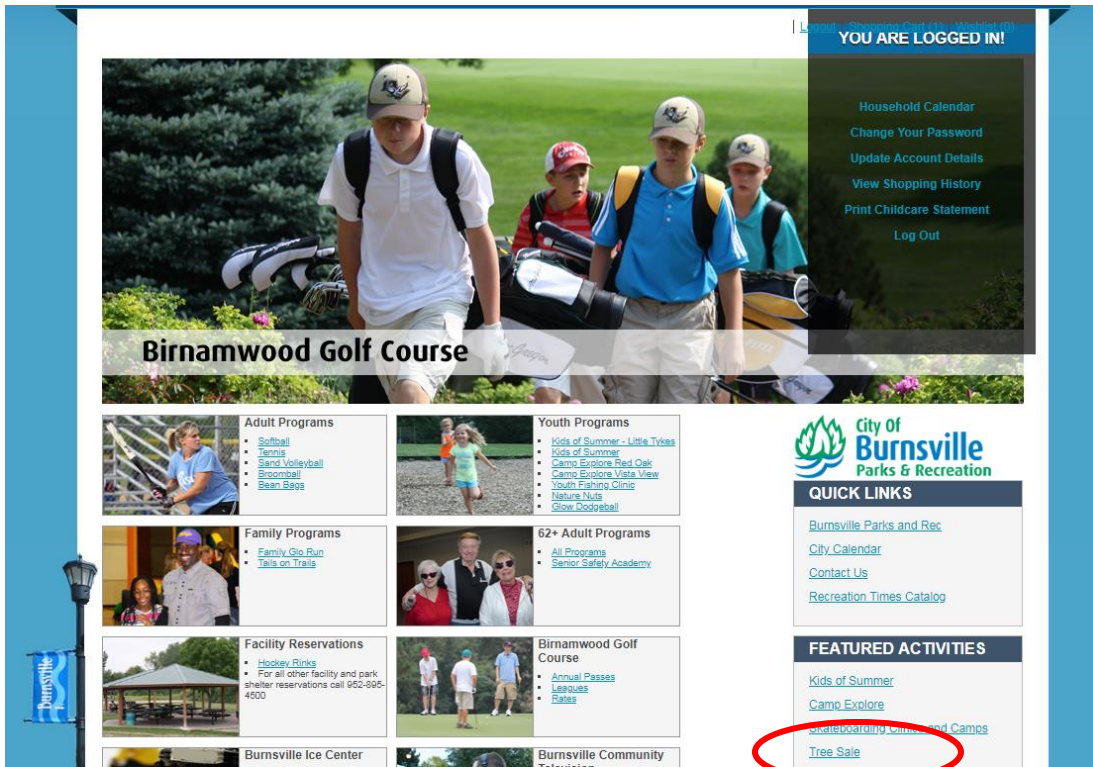 Logout Shopping Cart (1) Wishlist (0)
YOU ARE LOGGED IN!
Household Calendar
Change Your Password
Update Account Details
View Shopping History
Print Childcare Statement
Log Out
Birnamwood Golf Course
Adult Programs
Softball
Tennis
Sand Volleyball
Broomball
Bean Bags
Youth Programs
Kids of Summer - Little Tykes
Kids of Summer
Camp Explore Red Oak
Camp Explore Vista View
Youth Fishing Clinic
Nature Nuts
Glow Dodgeball
Family Programs
Family Glo Run
Tails on Trails
62+ Adult Programs
All Programs
Senior Safety Academy
Facility Reservations
Hockey Rinks
For all other facility and park
shelter reservations call 952-895-
4500
Birnamwood Golf
Course
Annual Passes
Leagues
Rates
Burnsville Ice Center
Burnsville Community
Television
City Of
Burnsville
Parks & Recreation
QUICK LINKS
Burnsville Parks and Rec
City Calendar
Contact Us
Recreation Times Catalog
FEATURED ACTIVITIES
Kids of Summer
Camp Explore
Skateboarding Clinics and Camps
Tree Sale
Burnsville